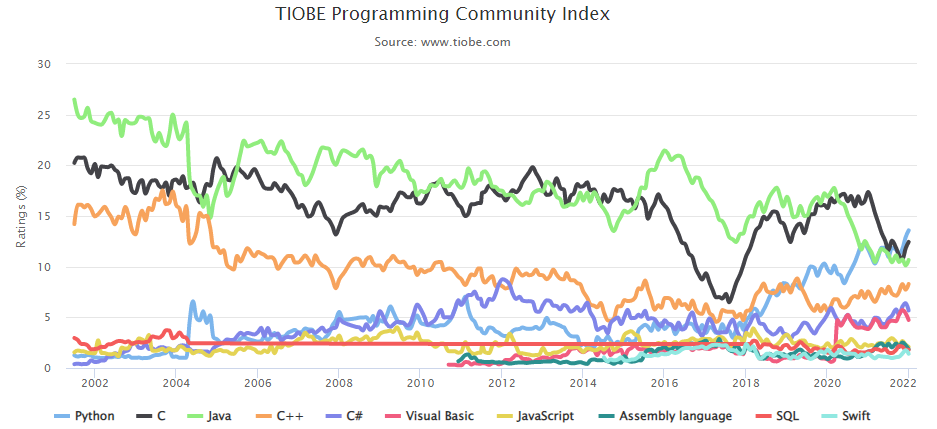 TIOBE Programming Community Index
Source: www.tiobe.com
Ratings (%)
30
25
20
15
10
5
0
2002 2004 2006 2008 2010 2012 2014 2016 2018 2020 2022
Python C Java C++ C# Visual Basic JavaScript Assembly language SQL Swift